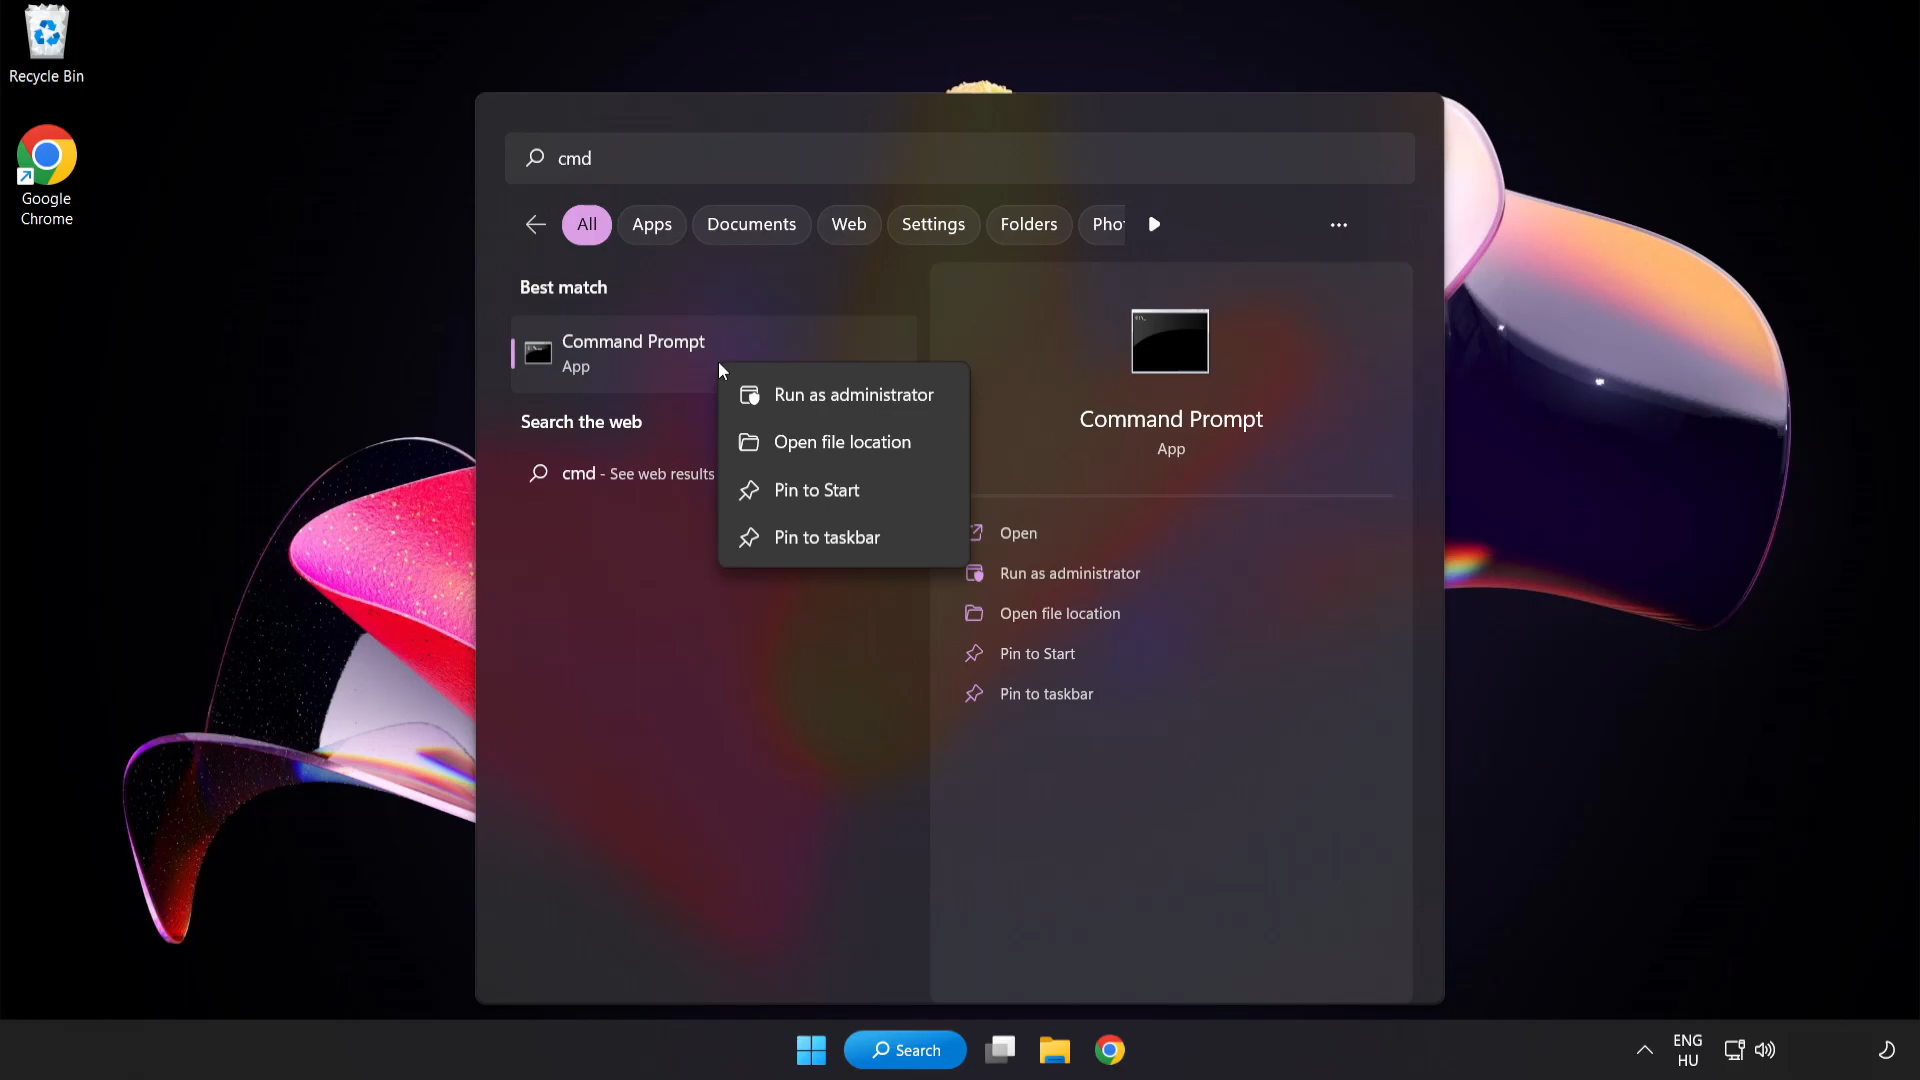 Recycle Bin
Google
Chrome
cmd
All
Apps
Documents
Web
Settings
Folders
Best match
Command Prompt
App
Search the web
cmd - See web results
Run as administrator
Open file location
Pin to Start
Pin to taskbar
Command Prompt
App
Open
Run as administrator
Open file location
Pin to Start
Pin to taskbar
Search
ENG
HU